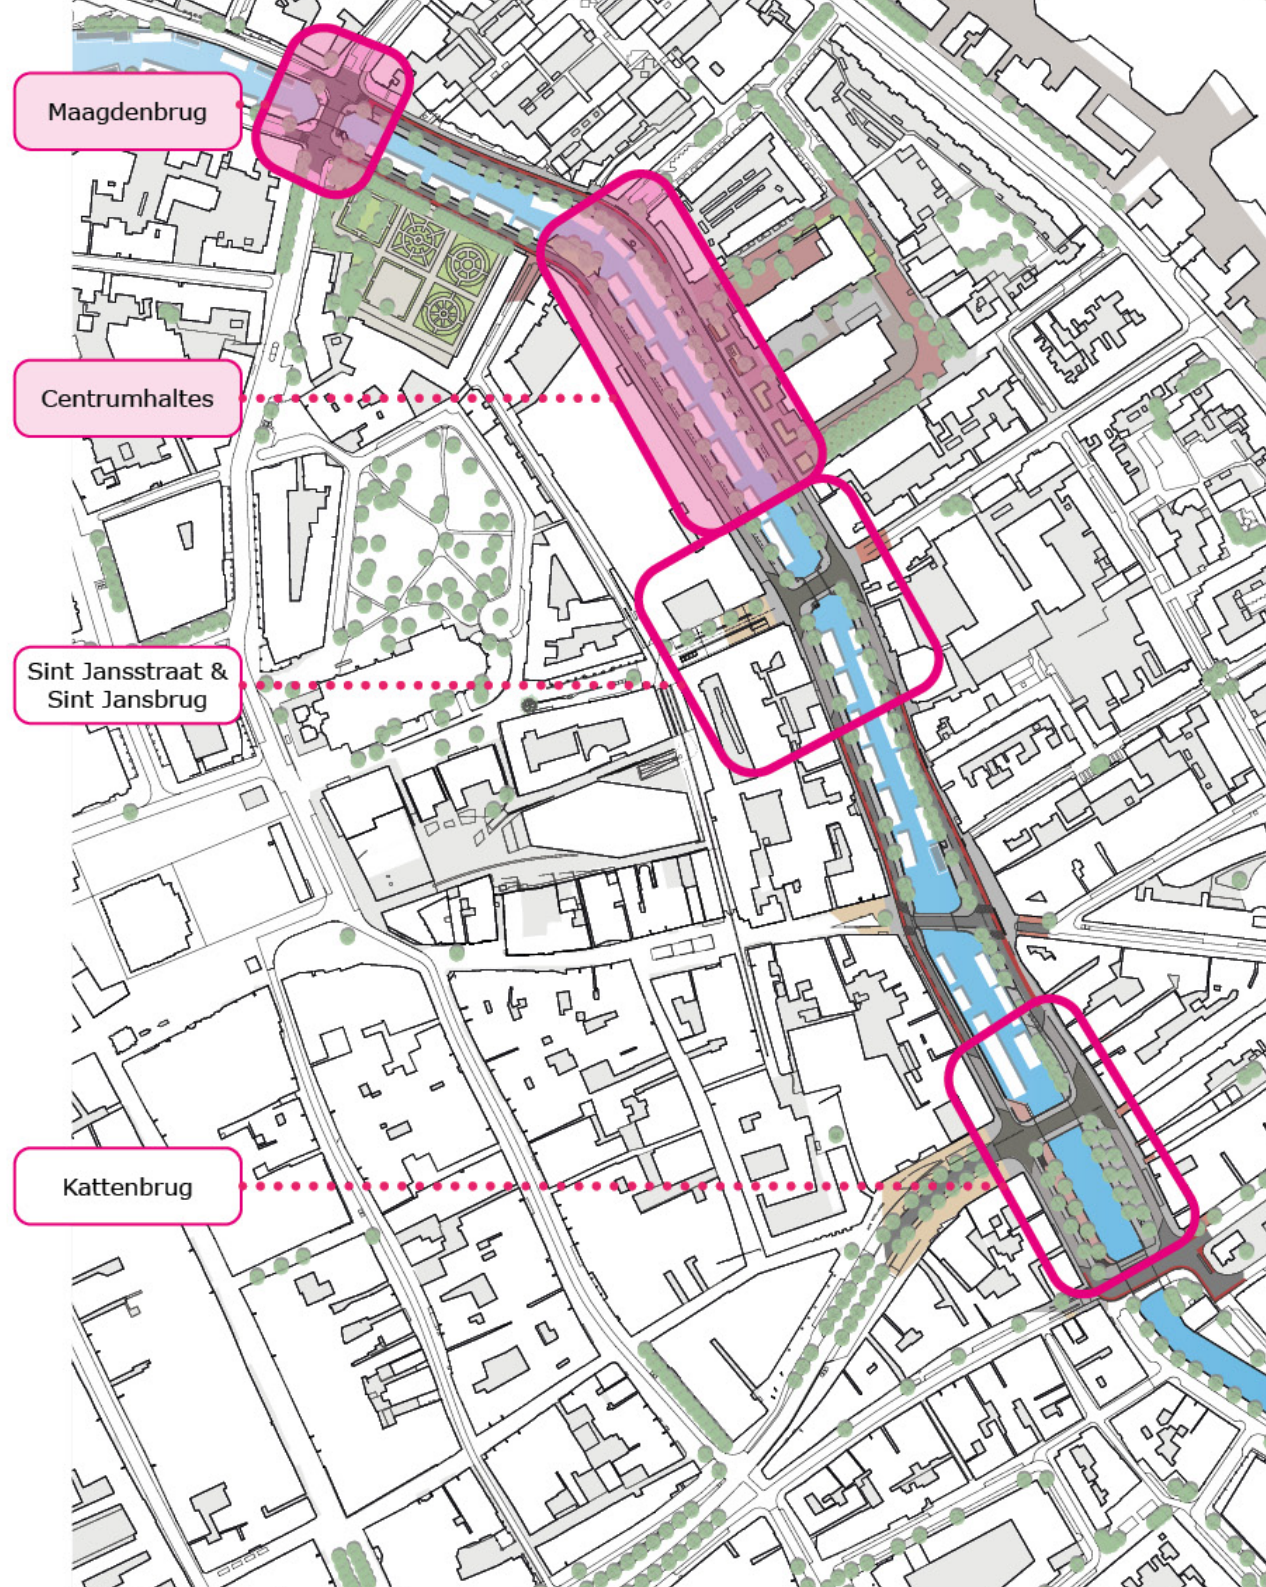 Maagdenbrug
Centrumhaltes
Sint Jansstraat &
Sint Jansbrug
Kattenbrug